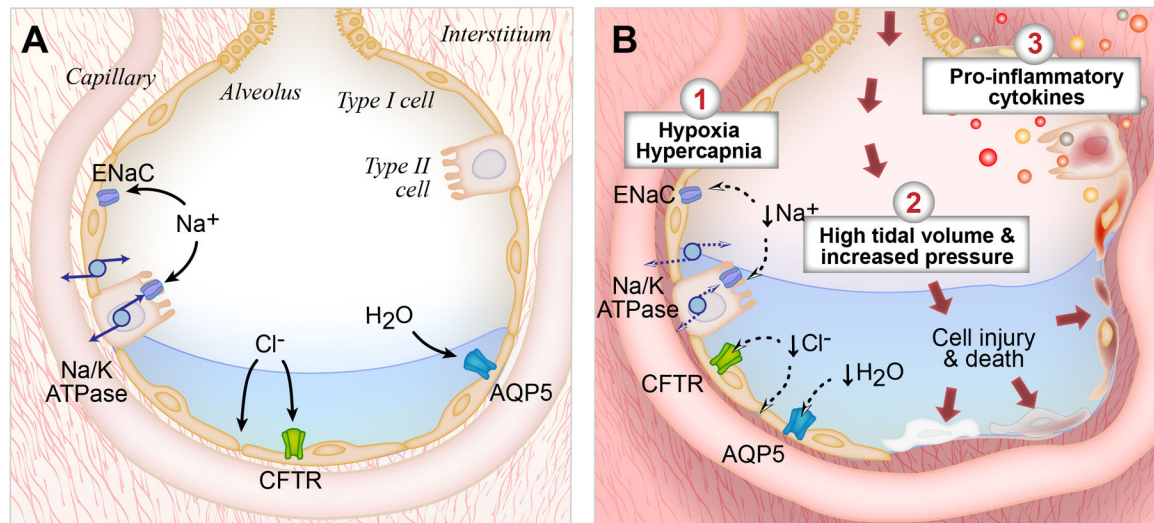 A
Capillary
Alveolus
Interstitium
Type I cell
Type II
cell
ENaC
Na+
Na/K
ATPase
Cl-
H2O
AQP5
CFTR
B
1
Hypoxia
Hypercapnia
3
Pro-inflammatory
cytokines
ENaC
↓Na+
2
High tidal volume &
increased pressure
Na/K
ATPase
↓Cl-
CFTR
↓H2O
AQP5
Cell injury
& death